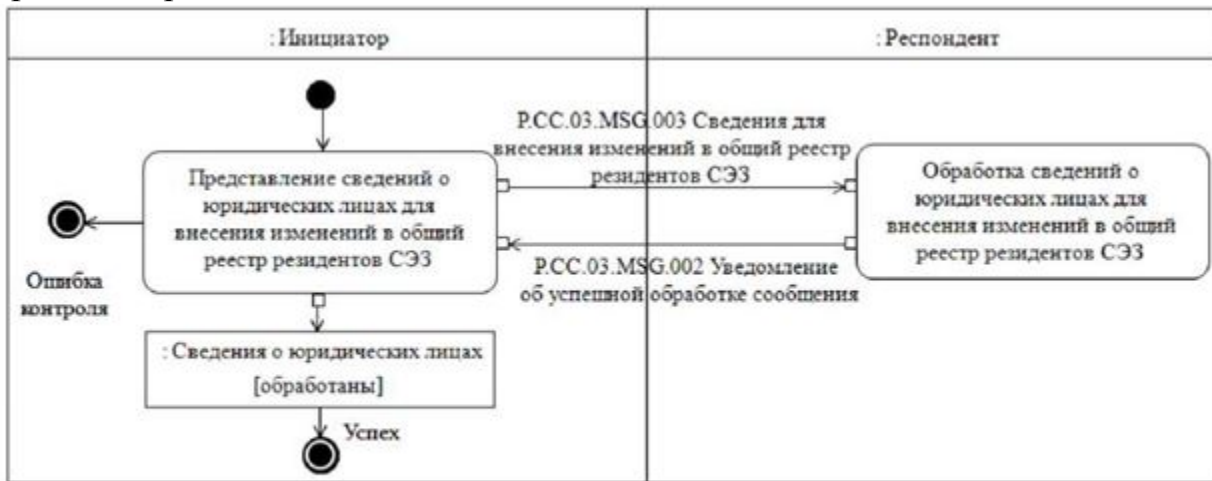 : Инициатор
: Респондент
P.CC.03.MSG.003 Сведения для
внесения изменений в общий реестр
резидентов СЭЗ
Представление сведений о
юридических лицах для
внесения изменений в общий
реестр резидентов СЭЗ
Обработка сведений о
юридических лицах для
внесения изменений в общий
реестр резидентов СЭЗ
P.CC.03.MSG.002 Уведомление
об успешной обработке сообщения
Ошибка
контроля
: Сведения о юридических лицах
[обработаны]
Успех